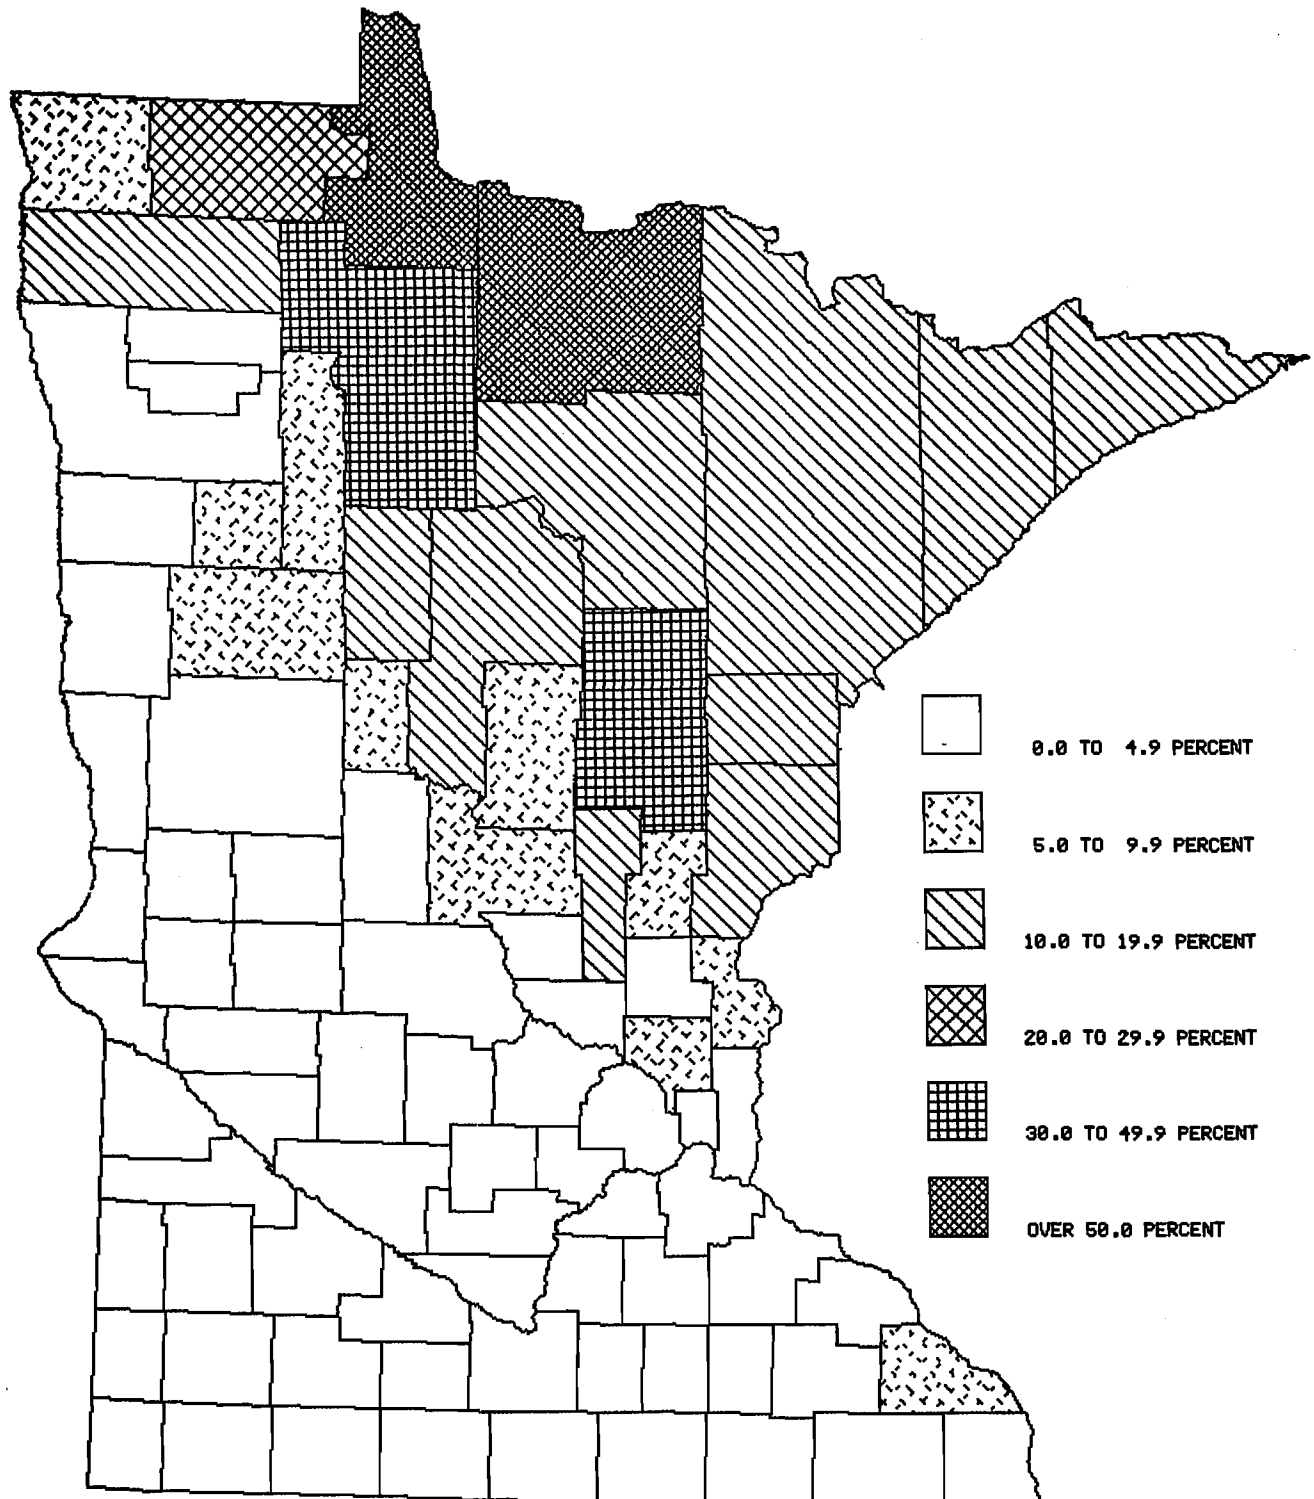 0.0 TO 4.9 PERCENT
5.0 TO 9.9 PERCENT
10.0 TO 19.9 PERCENT
20.0 TO 29.9 PERCENT
30.0 TO 49.9 PERCENT
OVER 50.0 PERCENT